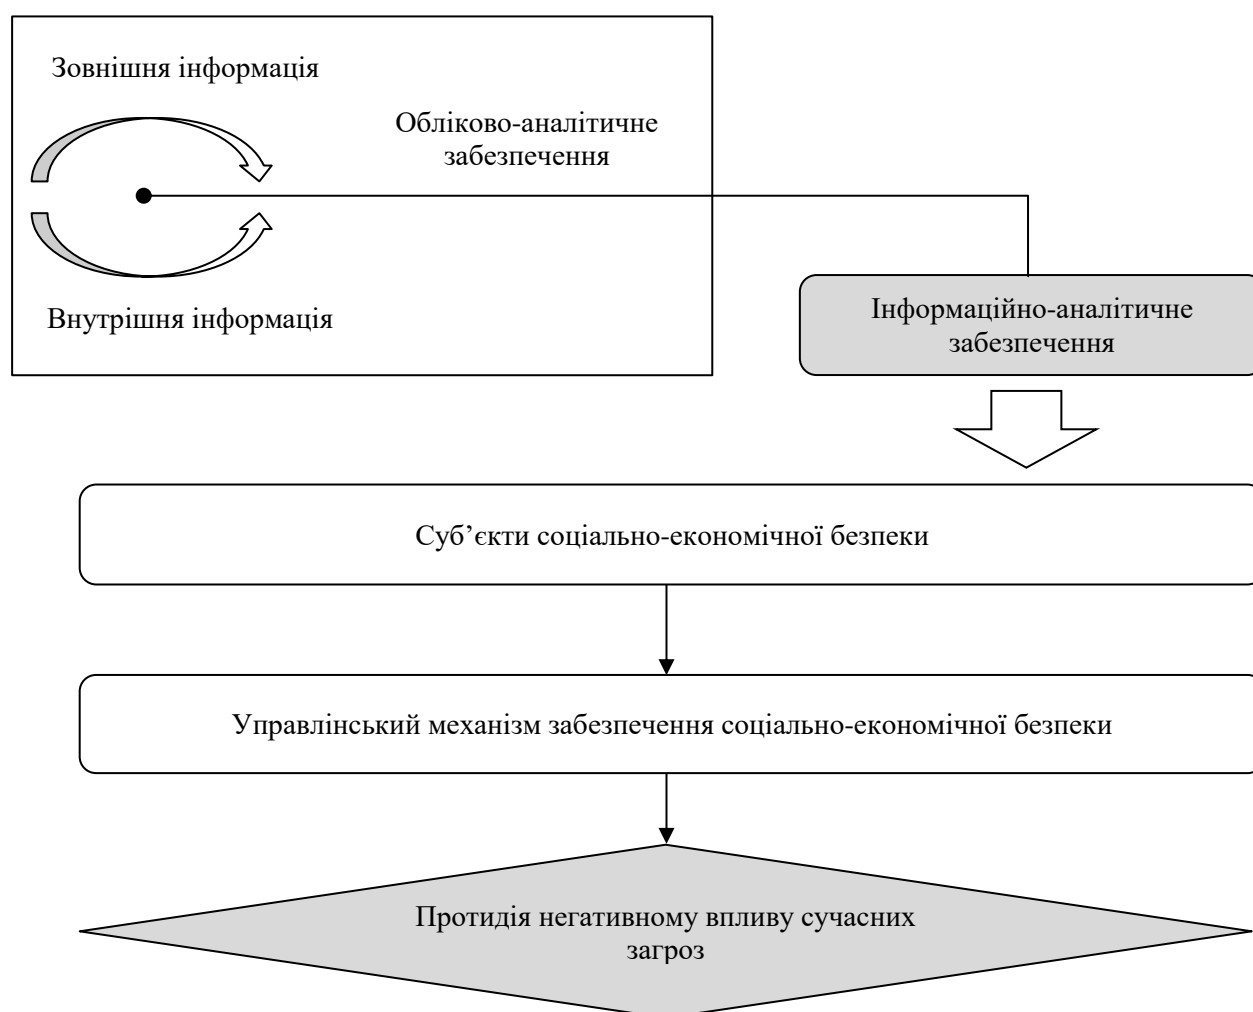 Зовнішня інформація
Обліково-аналітичне
забезпечення
Внутрішня інформація
Інформаційно-аналітичне
забезпечення
Суб’єкти соціально-економічної безпеки
Управлінський механізм забезпечення соціально-економічної безпеки
Протидія негативному впливу сучасних
загроз